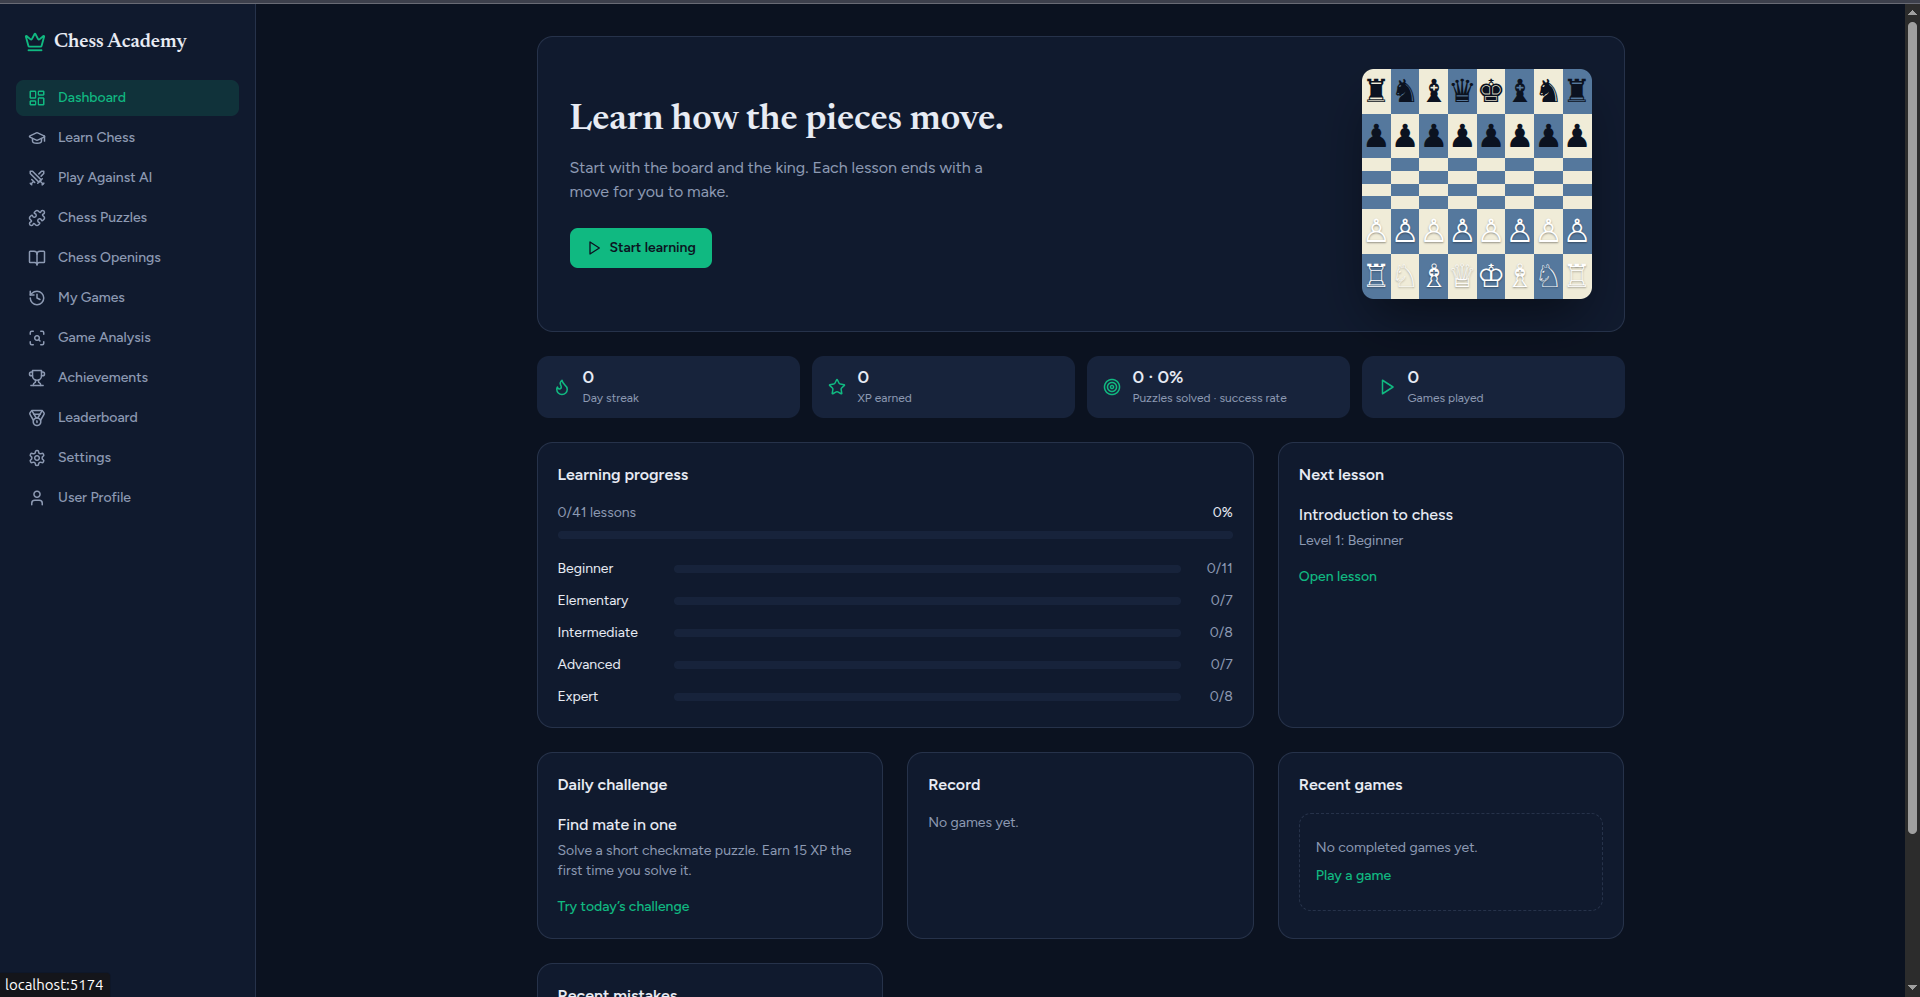 Chess Academy
Dashboard
Learn Chess
Play Against AI
Chess Puzzles
Chess Openings
My Games
Game Analysis
Achievements
Leaderboard
Settings
User Profile
Learn how the pieces move.
Start with the board and the king. Each lesson ends with a
move for you to make.
Start learning
0
Day streak
0
XP earned
0 · 0%
Puzzles solved · success rate
0
Games played
Learning progress
0/41 lessons
0%
Beginner
0/11
Elementary
0/7
Intermediate
0/8
Advanced
0/7
Expert
0/8
Next lesson
Introduction to chess
Level 1: Beginner
Open lesson
Daily challenge
Find mate in one
Solve a short checkmate puzzle. Earn 15 XP the
first time you solve it.
Try today's challenge
Record
No games yet.
Recent games
No completed games yet.
Play a game
Recent mistakes
localhost:5174